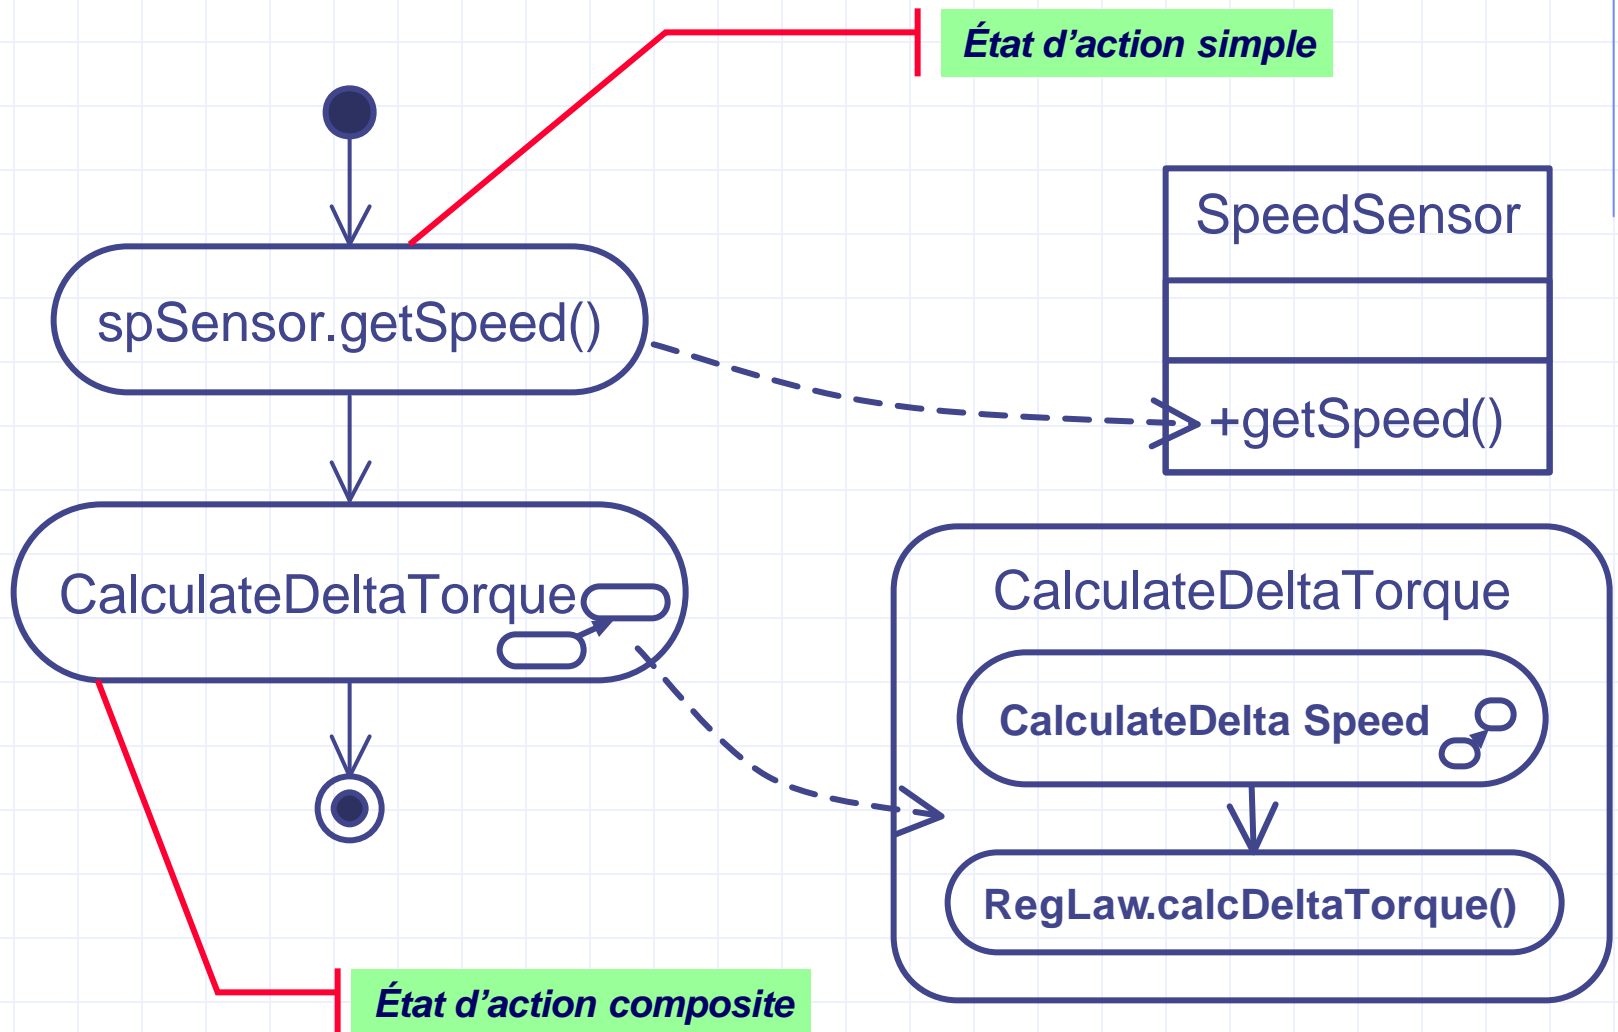 État d’action simple
spSensor.getSpeed()
SpeedSensor
+getSpeed()
CalculateDeltaTorque
CalculateDeltaTorque
CalculateDelta Speed
RegLaw.calcDeltaTorque()
État d’action composite